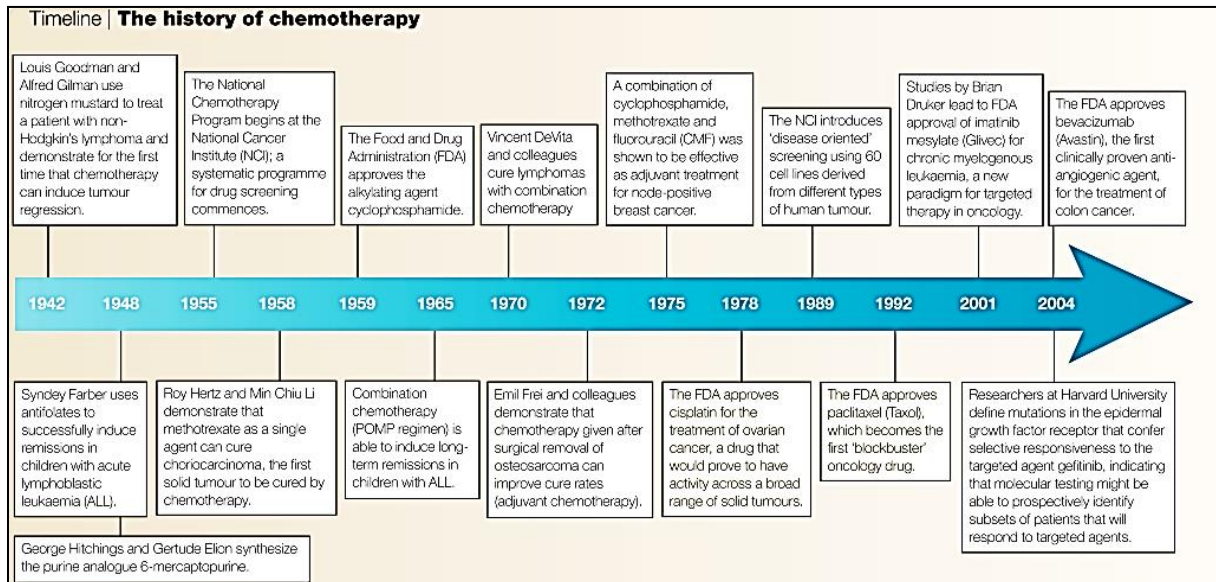 Timeline | The history of chemotherapy
Louis Goodman and
Alfred Gilman use
nitrogen mustard to treat
a patient with non-
Hodgkin's lymphoma and
demonstrate for the first
time that chemotherapy
can induce tumour
regression.
The National
Chemotherapy
Program begins at the
National Cancer
Institute (NCI); a
systematic programme
for drug screening
commences.
The Food and Drug
Administration (FDA)
approves the
alkylating agent
cyclophosphamide.
Vincent DeVita
and colleagues
cure lymphomas
with combination
chemotherapy
A combination of
cyclophosphamide,
methotrexate and
fluorouracil (CMF) was
shown to be effective
as adjuvant treatment
for node-positive
breast cancer.
The NCI introduces
'disease oriented'
screening using 60
cell lines derived
from different types
of human tumour.
Studies by Brian
Druker lead to FDA
approval of imatinib
mesylate (Glivec) for
chronic myelogenous
leukaemia, a new
paradigm for targeted
therapy in oncology.
The FDA approves
bevacizumab
(Avastin), the first
clinically proven anti-
angiogenic agent,
for the treatment of
colon cancer.
1942 1948 1955 1958 1959 1965 1970 1972 1975 1978 1989 1992 2001 2004
Syndey Farber uses
antifolates to
successfully induce
remissions in
children with acute
lymphoblastic
leukaemia (ALL).
George Hitchings and Gertude Elion synthesize
the purine analogue 6-mercaptopurine.
Roy Hertz and Min Chiu Li
demonstrate that
methotrexate as a single
agent can cure
choriocarcinoma, the first
solid tumour to be cured by
chemotherapy.
Combination
chemotherapy
(POMP regimen) is
able to induce long-
term remissions in
children with ALL.
Emil Frei and colleagues
demonstrate that
chemotherapy given after
surgical removal of
osteosarcoma can
improve cure rates
(adjuvant chemotherapy).
The FDA approves
cisplatin for the
treatment of ovarian
cancer, a drug that
would prove to have
activity across a broad
range of solid tumours.
The FDA approves
paclitaxel (Taxol),
which becomes the
first 'blockbuster'
oncology drug.
Researchers at Harvard University
define mutations in the epidermal
growth factor receptor that confer
selective responsiveness to the
targeted agent gefitinib, indicating
that molecular testing might be
able to prospectively identify
subsets of patients that will
respond to targeted agents.